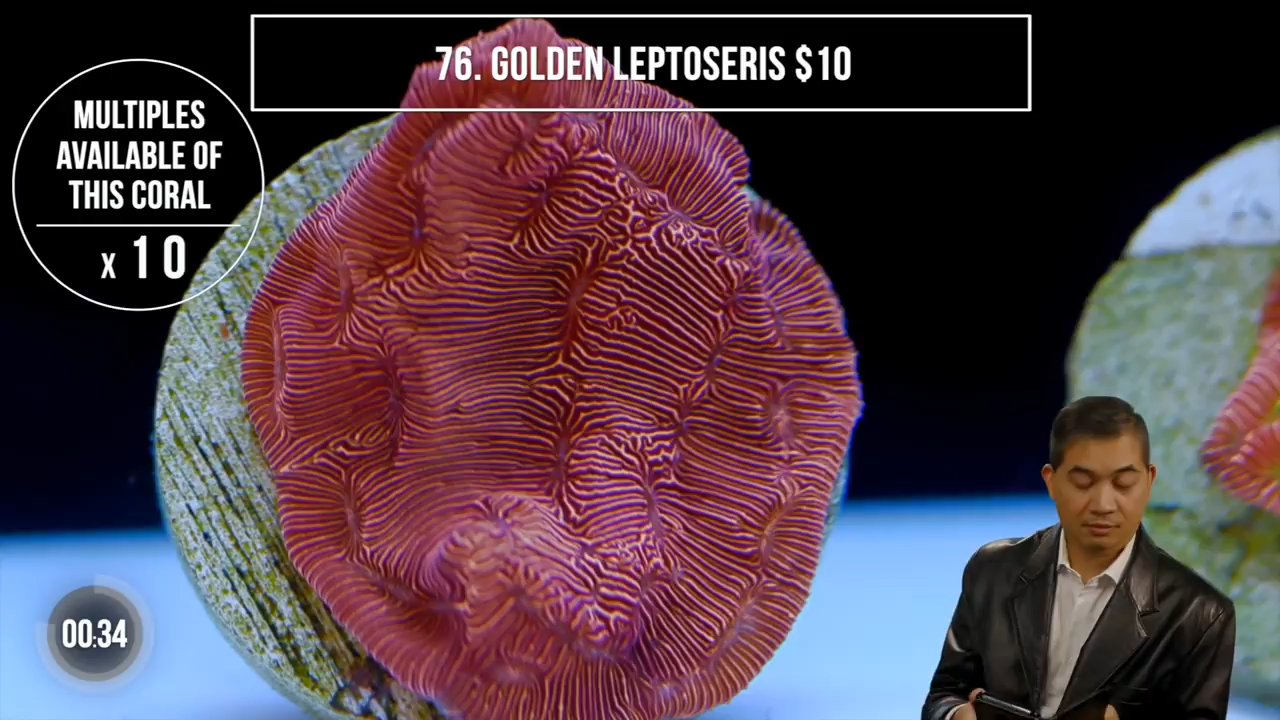 76. GOLDEN LEPTOSERIS $10
MULTIPLES
AVAILABLE OF
THIS CORAL
x 10
00:34